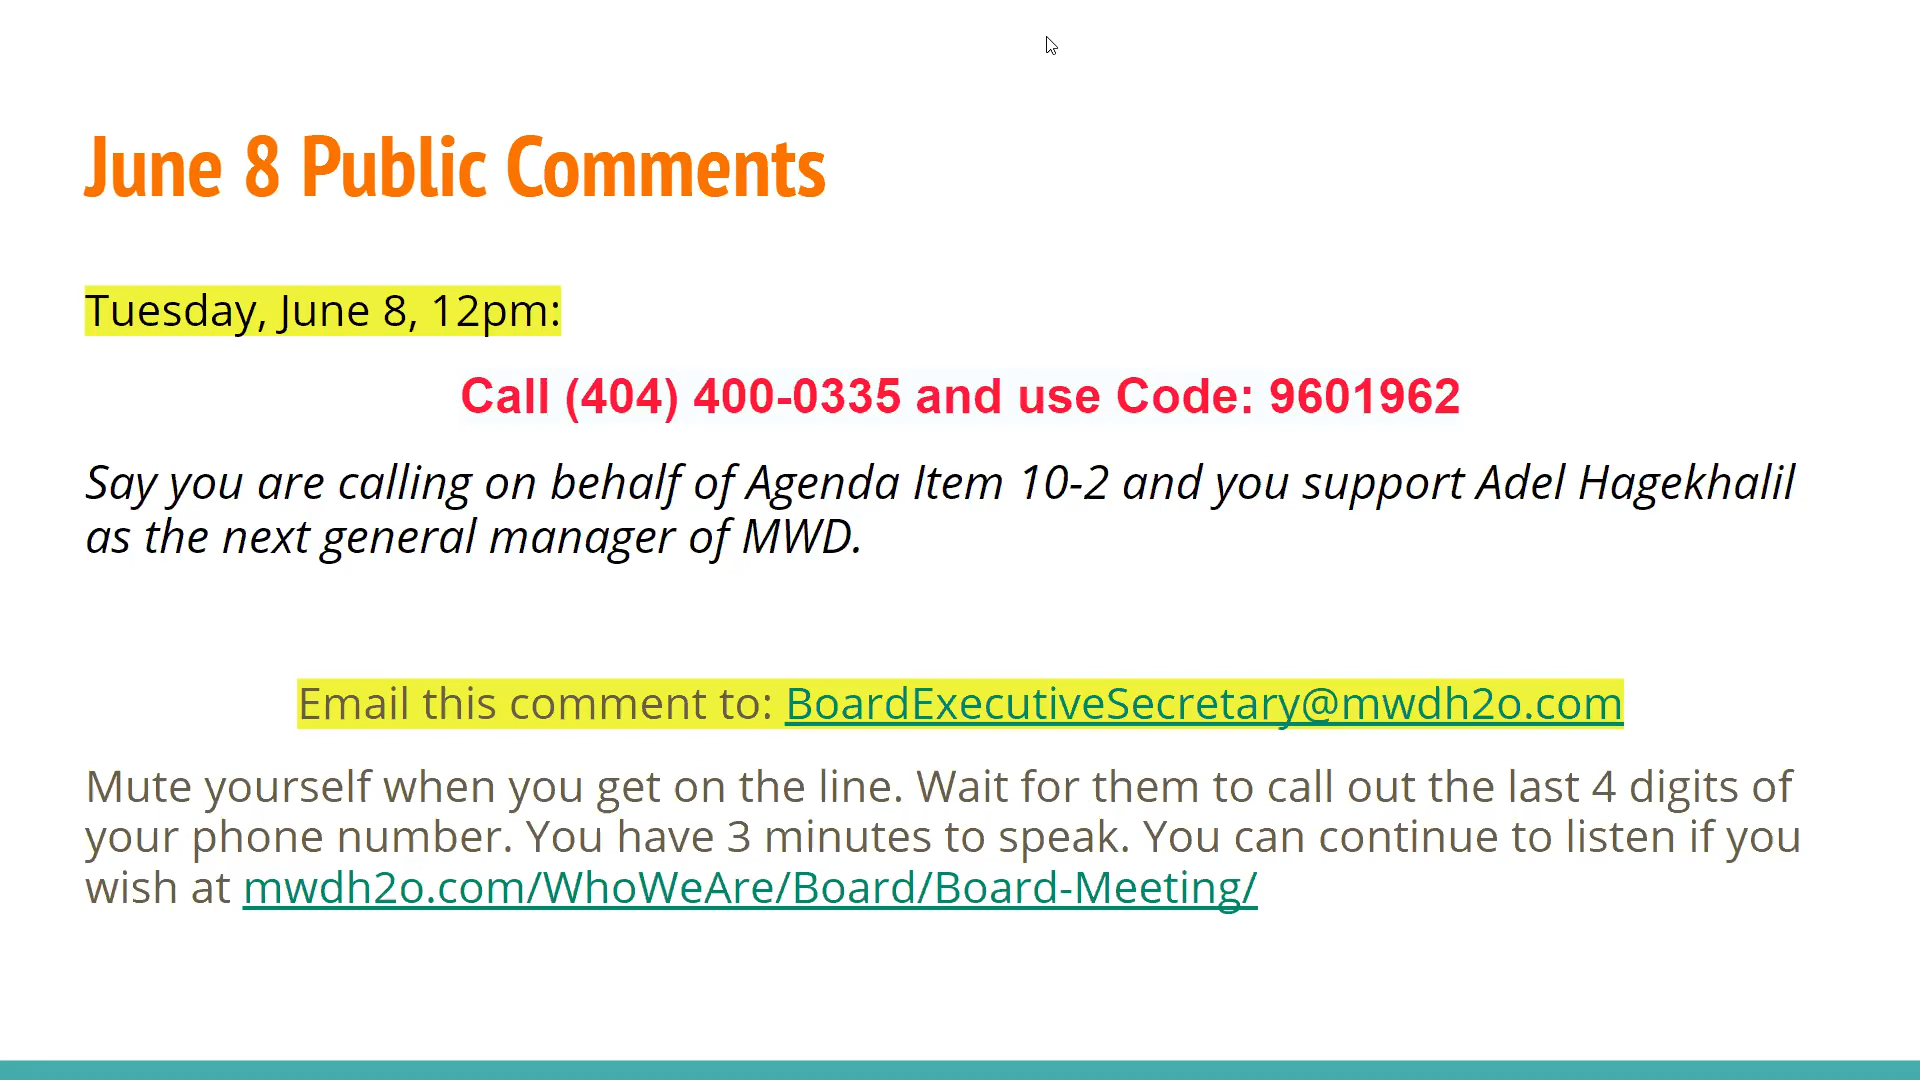 June 8 Public Comments
Tuesday, June 8, 12pm:
Call (404) 400-0335 and use Code: 9601962
Say you are calling on behalf of Agenda Item 10-2 and you support Adel Hagekhalil
as the next general manager of MWD.
Email this comment to: BoardExecutiveSecretary@mwdh2o.com
Mute yourself when you get on the line. Wait for them to call out the last 4 digits of
your phone number. You have 3 minutes to speak. You can continue to listen if you
wish at mwdh2o.com/WhoWeAre/Board/Board-Meeting/